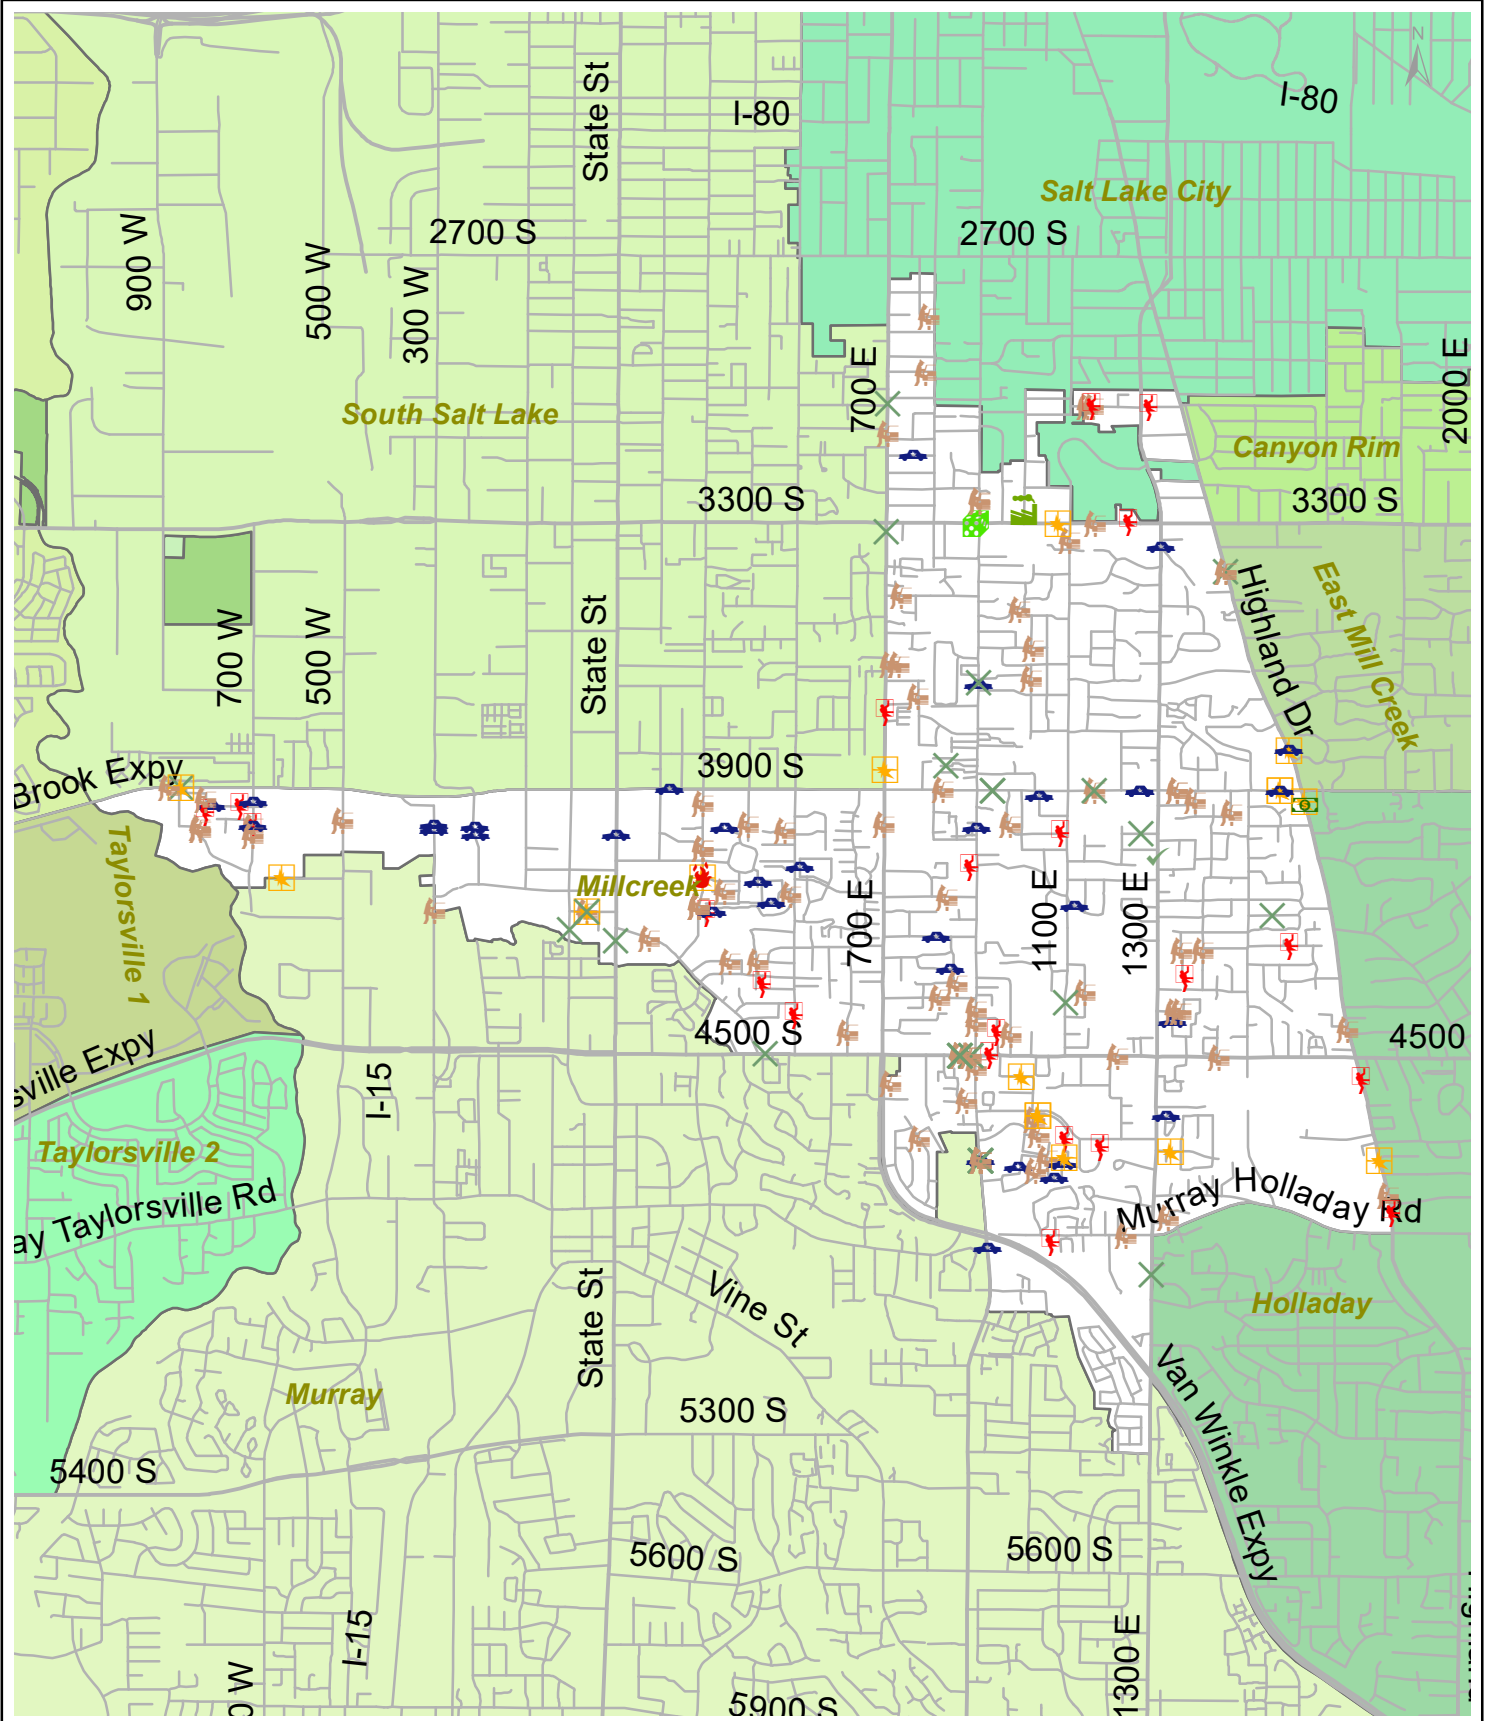 N
I-80
State St
I-80
Salt Lake City
900 W
2700 S
2700 S
500 W
300 W
700 E
2000 E
South Salt Lake
Canyon Rim
3300 S
3300 S
Highland Dr
East Mill Creek
700 W
500 W
State St
3900 S
Brook Expy
Taylorsville 1
Millcreek
700 E
1100 E
1300 E
4500 S
4500
sville Expy
I-15
Taylorsville 2
ay Taylorsville Rd
Murray Holladay Rd
State St
Vine St
Holladay
Murray
5300 S
Van Winkle Expy
5400 S
5600 S
5600 S
I-15
1300 E
0 W
5900 S